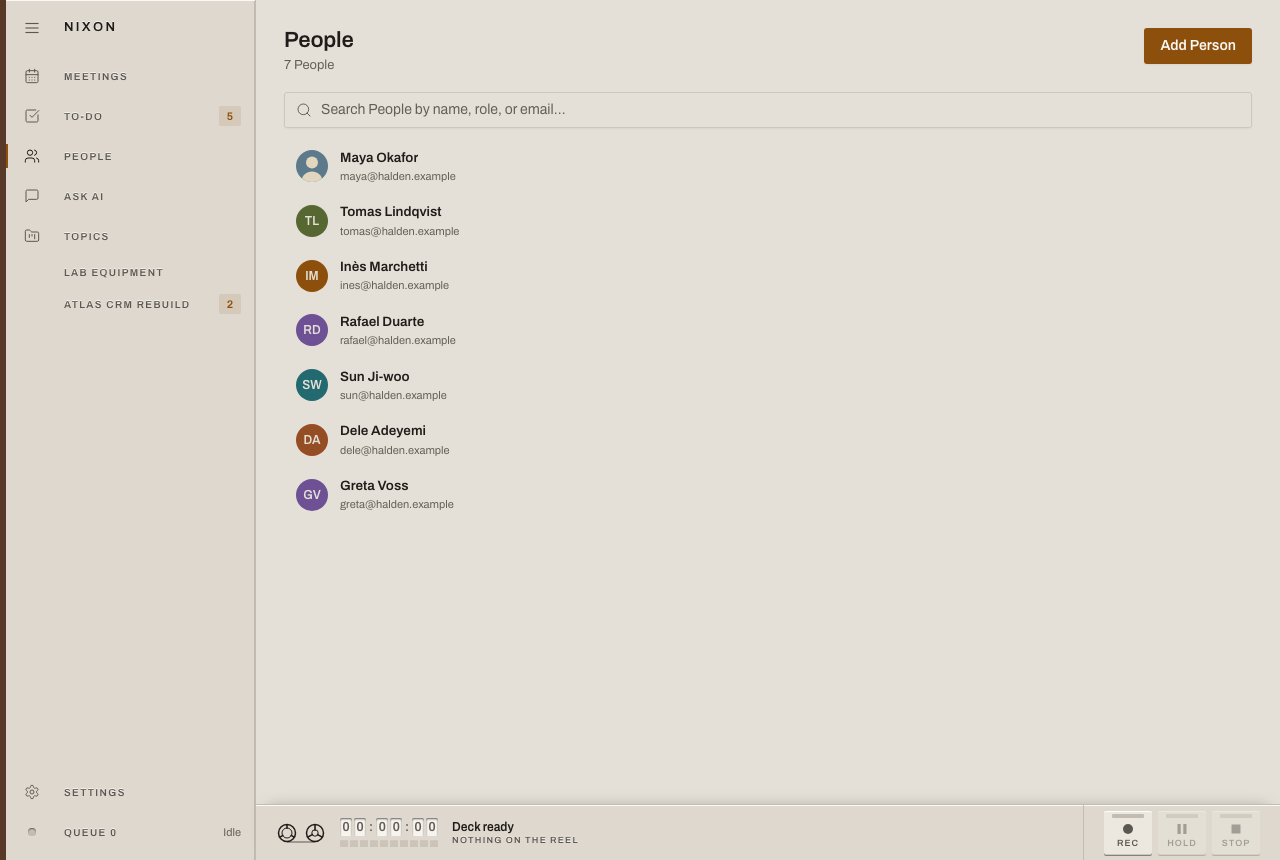 NIXON
MEETINGS
TO-DO 5
PEOPLE
ASK AI
TOPICS
LAB EQUIPMENT
ATLAS CRM REBUILD 2
SETTINGS
QUEUE 0 Idle
People
7 People
Add Person
Search People by name, role, or email...
Maya Okafor
maya@halden.example
TL Tomas Lindqvist
tomas@halden.example
IM Inès Marchetti
ines@halden.example
RD Rafael Duarte
rafael@halden.example
SW Sun Ji-woo
sun@halden.example
DA Dele Adeyemi
dele@halden.example
GV Greta Voss
greta@halden.example
00:00:00
Deck ready
NOTHING ON THE REEL
REC HOLD STOP